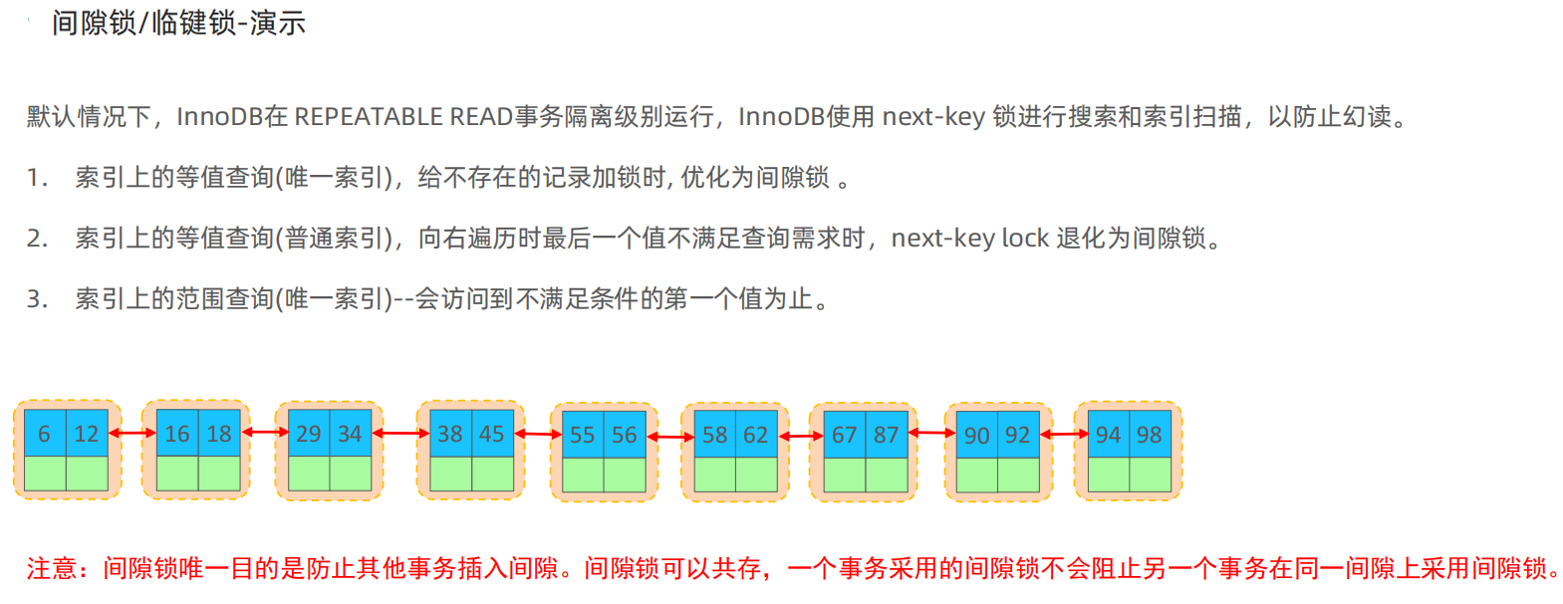 间隙锁/临键锁-演示
默认情况下，InnoDB在 REPEATABLE READ事务隔离级别运行，InnoDB使用 next-key 锁进行搜索和索引扫描，以防止幻读。
1. 索引上的等值查询(唯一索引)，给不存在的记录加锁时, 优化为间隙锁 。
2. 索引上的等值查询(普通索引)，向右遍历时最后一个值不满足查询需求时，next-key lock 退化为间隙锁。
3. 索引上的范围查询(唯一索引)--会访问到不满足条件的第一个值为止。
6 12 16 18 29 34 38 45 55 56 58 62 67 87 90 92 94 98
注意：间隙锁唯一目的是防止其他事务插入间隙。间隙锁可以共存，一个事务采用的间隙锁不会阻止另一个事务在同一间隙上采用间隙锁。